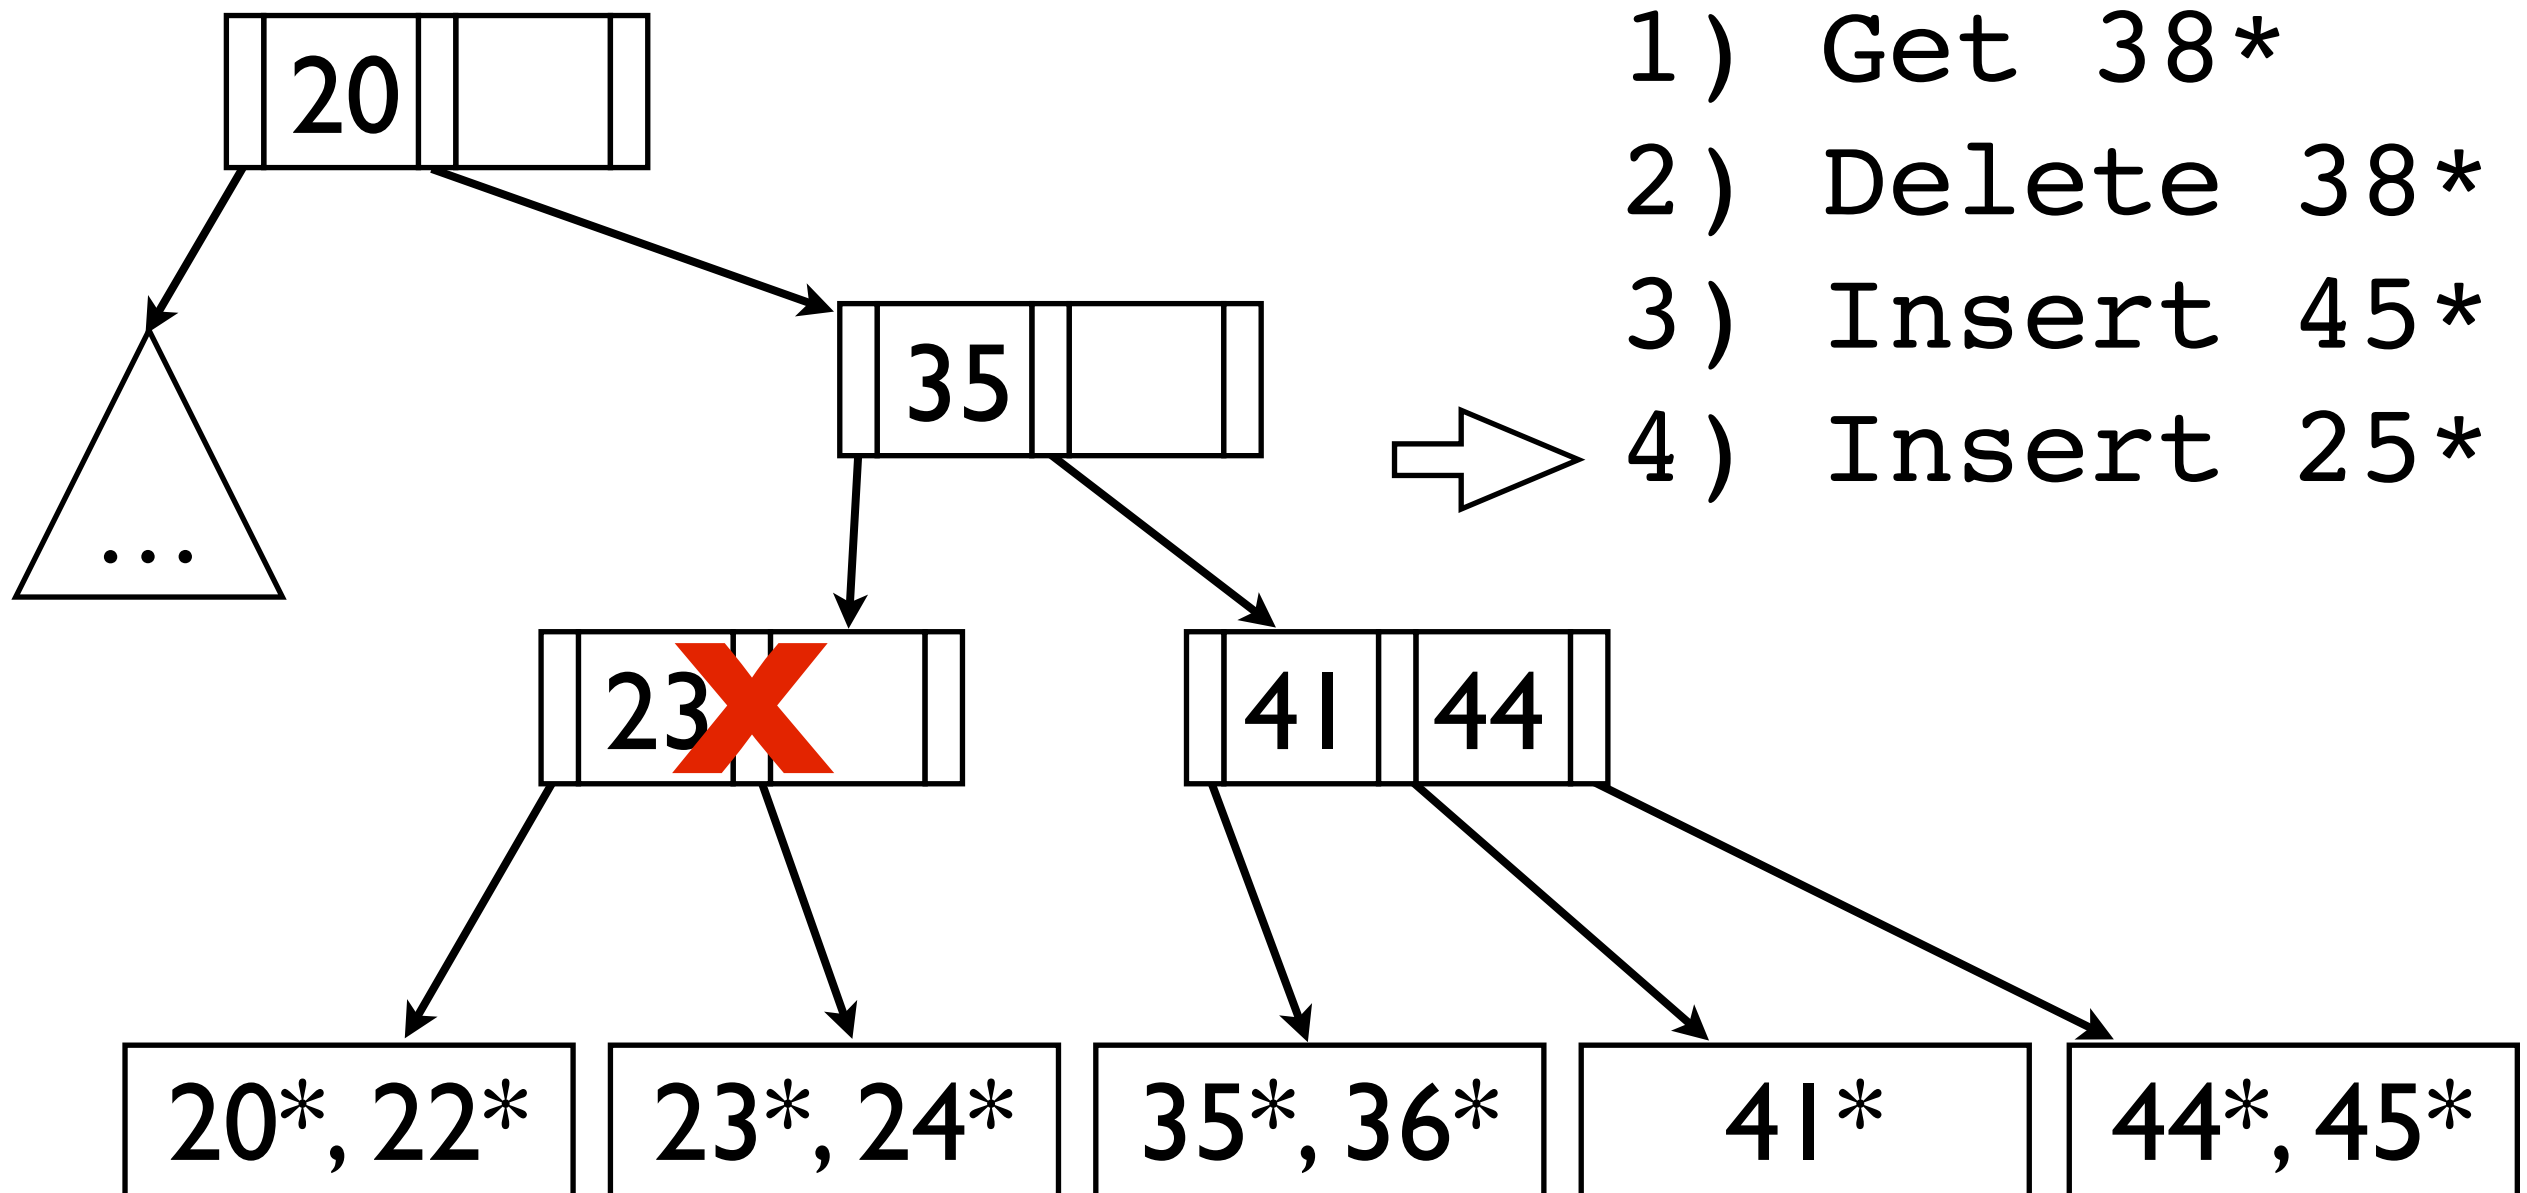 20
1) Get 38*
2) Delete 38*
3) Insert 45*
4) Insert 25*
35
...
23 X
41 44
20*, 22*
23*, 24*
35*, 36*
41*
44*, 45*